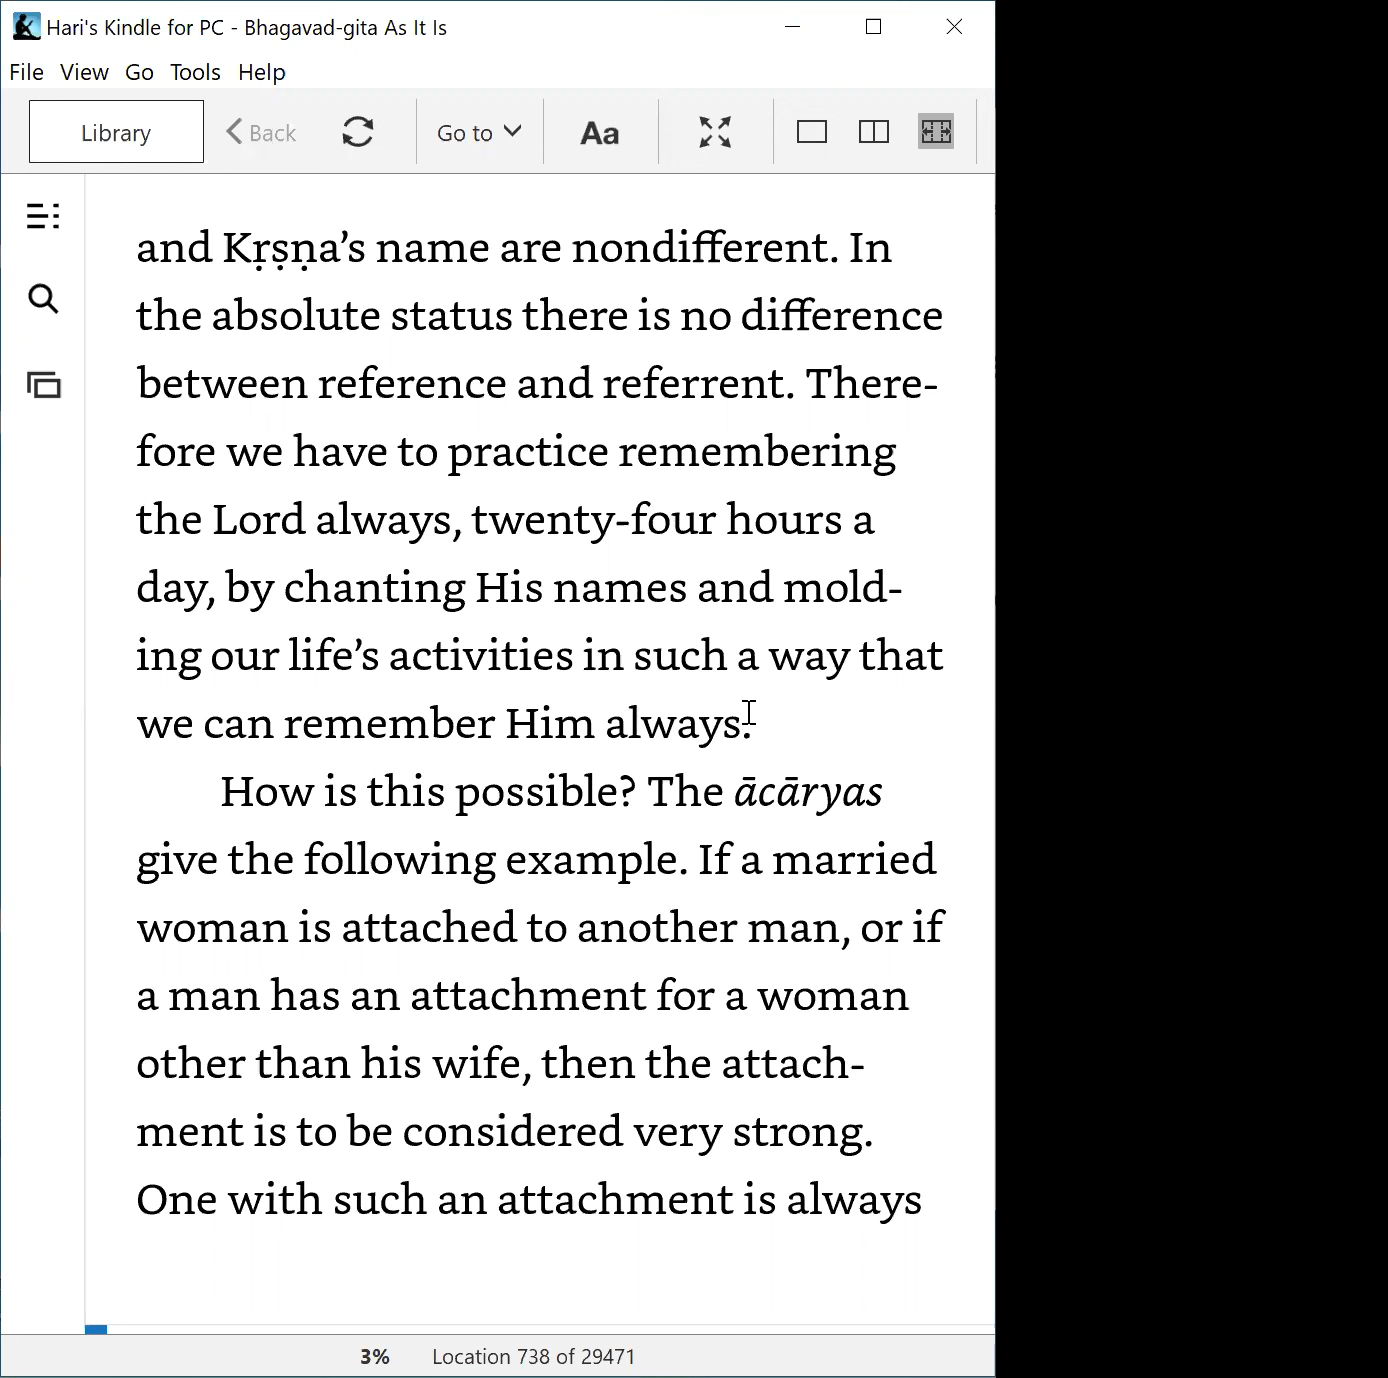 Hari's Kindle for PC - Bhagavad-gita As It Is
File View Go Tools Help
Library Back Go to Aa
and Kṛṣṇa’s name are nondifferent. In
the absolute status there is no difference
between reference and referrent. There-
fore we have to practice remembering
the Lord always, twenty-four hours a
day, by chanting His names and mold-
ing our life’s activities in such a way that
we can remember Him always.
How is this possible? The ācāryas
give the following example. If a married
woman is attached to another man, or if
a man has an attachment for a woman
other than his wife, then the attach-
ment is to be considered very strong.
One with such an attachment is always
3% Location 738 of 29471